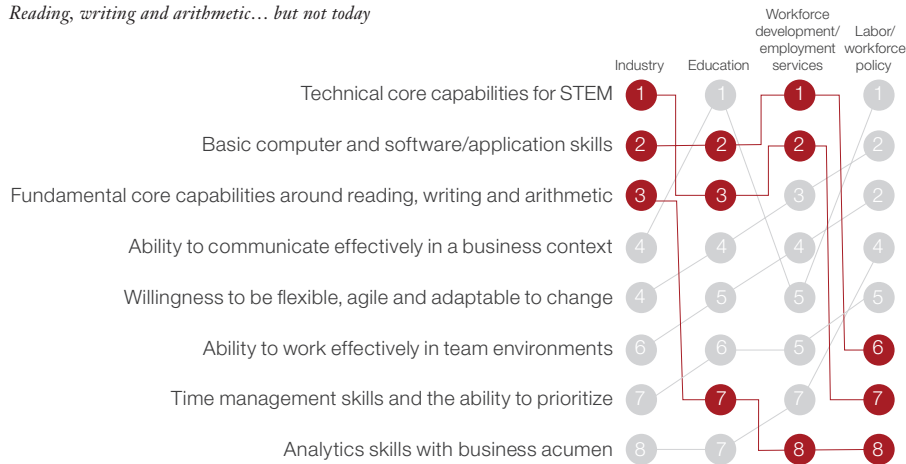 Reading, writing and arithmetic… but not today
Workforce
development/
employment
services
Labor/
workforce
policy
Industry
Education
Technical core capabilities for STEM 1 1 1 1
Basic computer and software/application skills 2 2 2 2
Fundamental core capabilities around reading, writing and arithmetic 3 3 3 2
Ability to communicate effectively in a business context 4 4 4 4
Willingness to be flexible, agile and adaptable to change 4 5 5 5
Ability to work effectively in team environments 6 6 5 6
Time management skills and the ability to prioritize 7 7 7 7
Analytics skills with business acumen 8 7 8 8